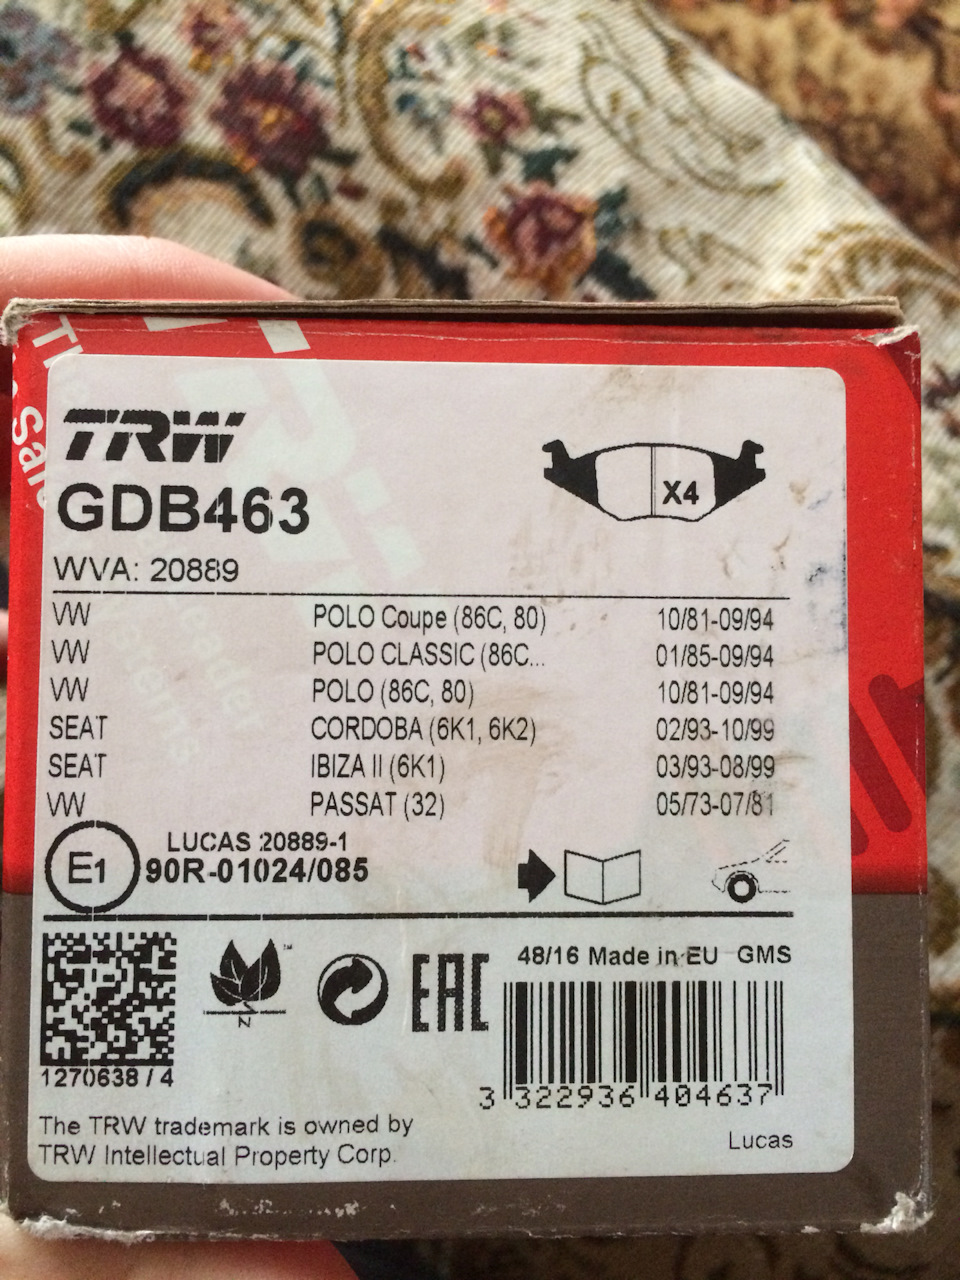 TRW
GDB463
X4
WVA: 20889
VW POLO Coupe (86C, 80) 10/81-09/94
VW POLO CLASSIC (86C... 01/85-09/94
VW POLO (86C, 80) 10/81-09/94
SEAT CORDOBA (6K1, 6K2) 02/93-10/99
SEAT IBIZA II (6K1) 03/93-08/99
VW PASSAT (32) 05/73-07/81
LUCAS 20889-1
E1 90R-01024/085
48/16 Made in EU GMS
™
N
EAC
1270638 / 4
3 322936 404637
The TRW trademark is owned by
TRW Intellectual Property Corp.
Lucas